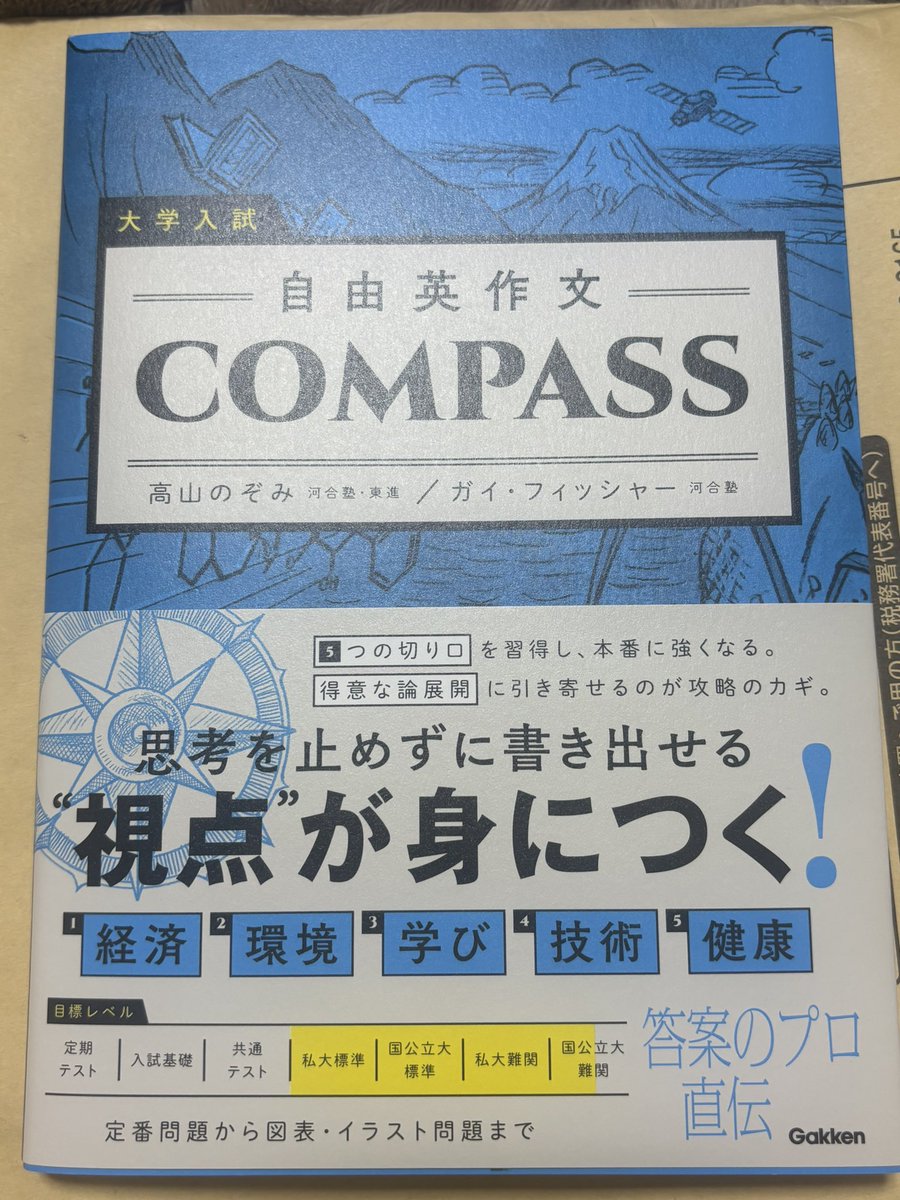 大学入試
自由英作文
COMPASS
高山のぞみ 河合塾・東進 / ガイ・フィッシャー 河合塾
5つの切り口を習得し、本番に強くなる。
得意な論展開に引き寄せるのが攻略のカギ。
思考を止めずに書き出せる
“視点”が身につく!
1 経済 2 環境 3 学び 4 技術 5 健康
目標レベル
定期テスト 入試基礎 共通テスト 私大標準 国公立大標準 私大難関 国公立大難関
答案のプロ
直伝
定番問題から図表・イラスト問題まで
Gakken
(税務署代表番号へ)